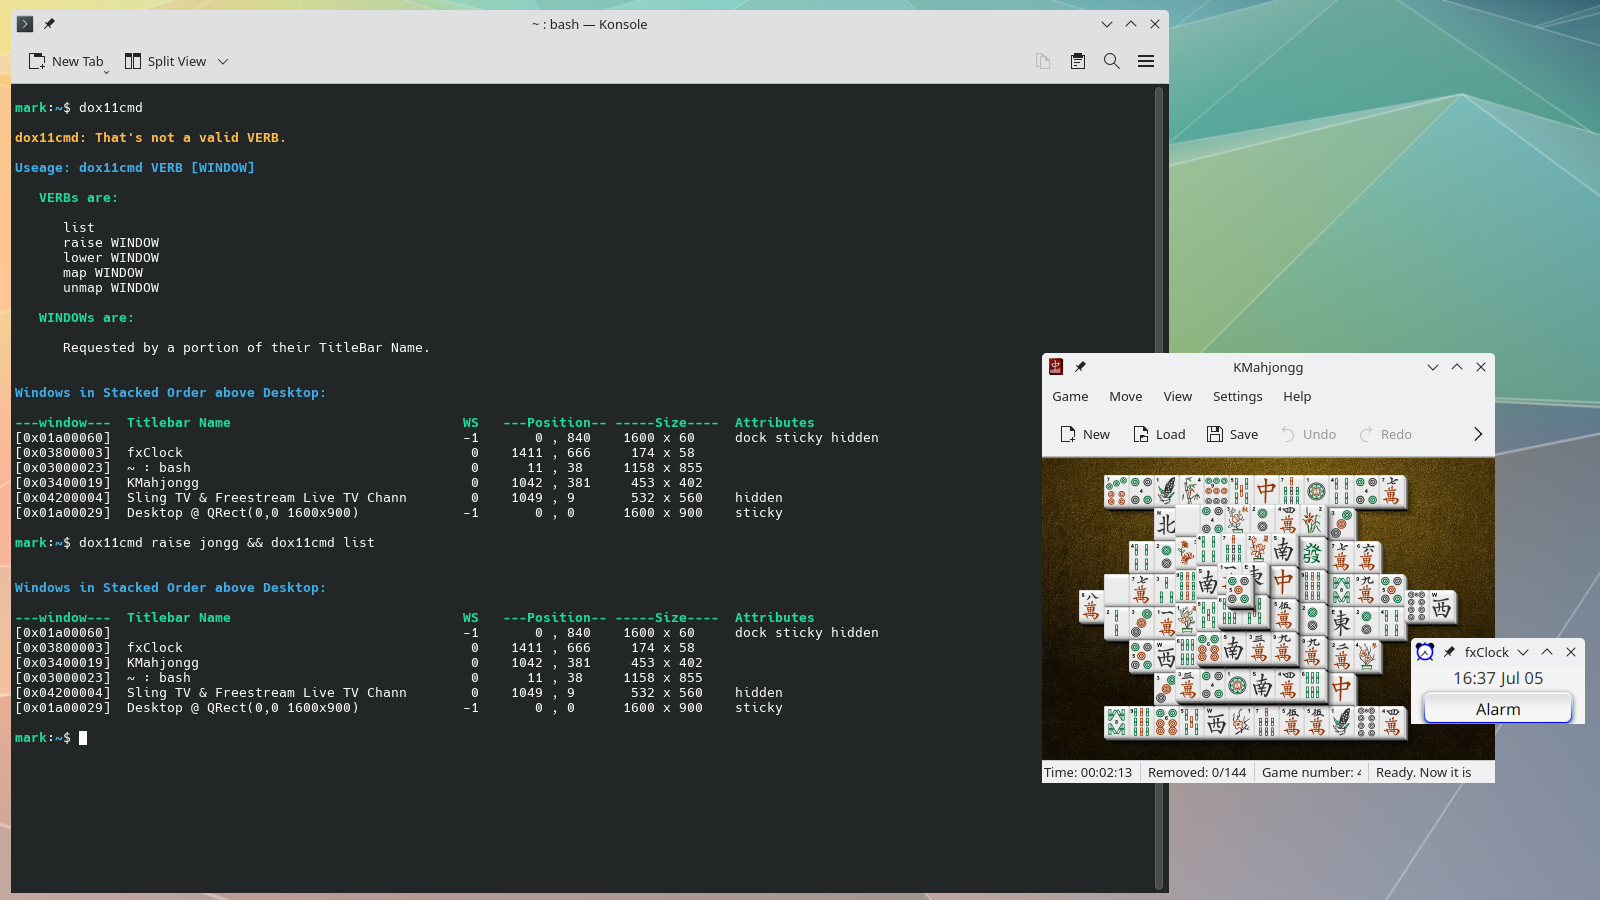 ~ : bash — Konsole
New Tab
Split View
mark:~$ dox11cmd
dox11cmd: That's not a valid VERB.
Useage: dox11cmd VERB [WINDOW]
VERBs are:
list
raise WINDOW
lower WINDOW
map WINDOW
unmap WINDOW
WINDOWs are:
Requested by a portion of their TitleBar Name.
Windows in Stacked Order above Desktop:
---window--- Titlebar Name WS ---Position-- -----Size---- Attributes
[0x01a00060] -1 0 , 840 1600 x 60 dock sticky hidden
[0x03800003] fxClock 0 1411 , 666 174 x 58
[0x03000023] ~ : bash 0 11 , 38 1158 x 855
[0x03400019] KMahjongg 0 1042 , 381 453 x 402
[0x04200004] Sling TV & Freestream Live TV Chann 0 1049 , 9 532 x 560 hidden
[0x01a00029] Desktop @ QRect(0,0 1600x900) -1 0 , 0 1600 x 900 sticky
mark:~$ dox11cmd raise jongg && dox11cmd list
Windows in Stacked Order above Desktop:
---window--- Titlebar Name WS ---Position-- -----Size---- Attributes
[0x01a00060] -1 0 , 840 1600 x 60 dock sticky hidden
[0x03800003] fxClock 0 1411 , 666 174 x 58
[0x03400019] KMahjongg 0 1042 , 381 453 x 402
[0x03000023] ~ : bash 0 11 , 38 1158 x 855
[0x04200004] Sling TV & Freestream Live TV Chann 0 1049 , 9 532 x 560 hidden
[0x01a00029] Desktop @ QRect(0,0 1600x900) -1 0 , 0 1600 x 900 sticky
mark:~$
KMahjongg
Game Move View Settings Help
New Load Save Undo Redo
Time: 00:02:13 Removed: 0/144 Game number: Ready. Now it is
fxClock
16:37 Jul 05
Alarm